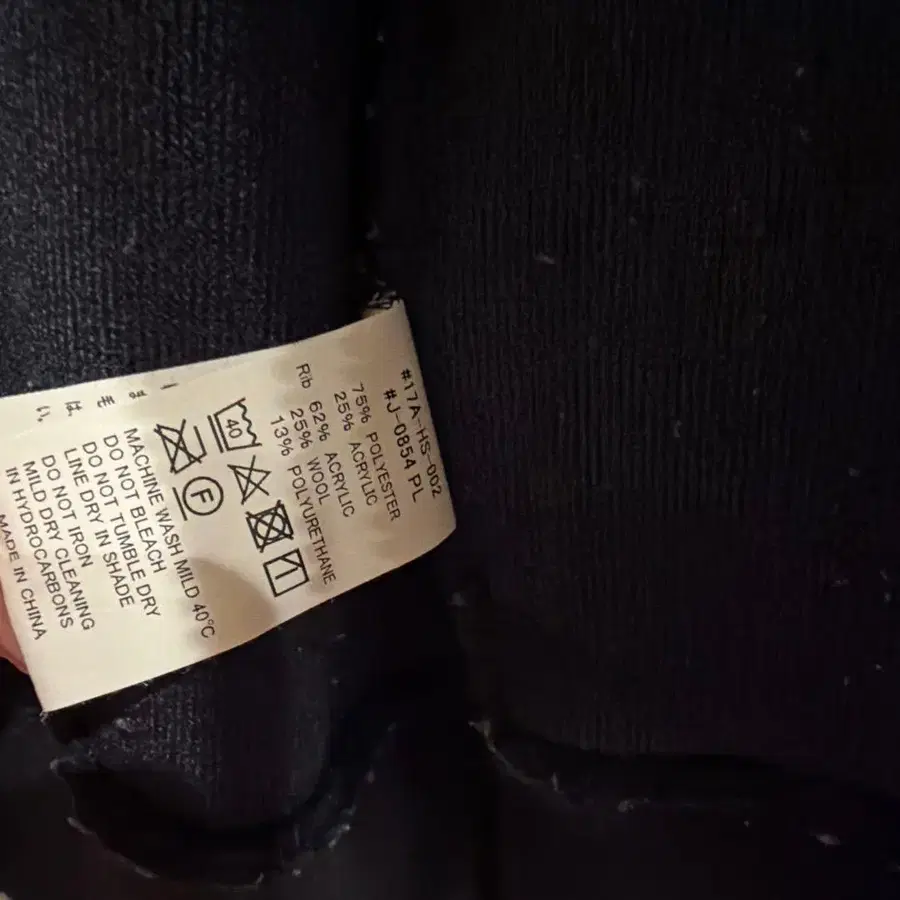 #17A-HS-002
#J-0854 PL
75% POLYESTER
25% ACRYLIC
Rib 62% ACRYLIC
25% WOOL
13% POLYURETHANE
40
F
MACHINE WASH MILD 40°C
DO NOT BLEACH
DO NOT TUMBLE DRY
LINE DRY IN SHADE
DO NOT IRON
MILD DRY CLEANING
IN HYDROCARBONS
MADE IN CHINA